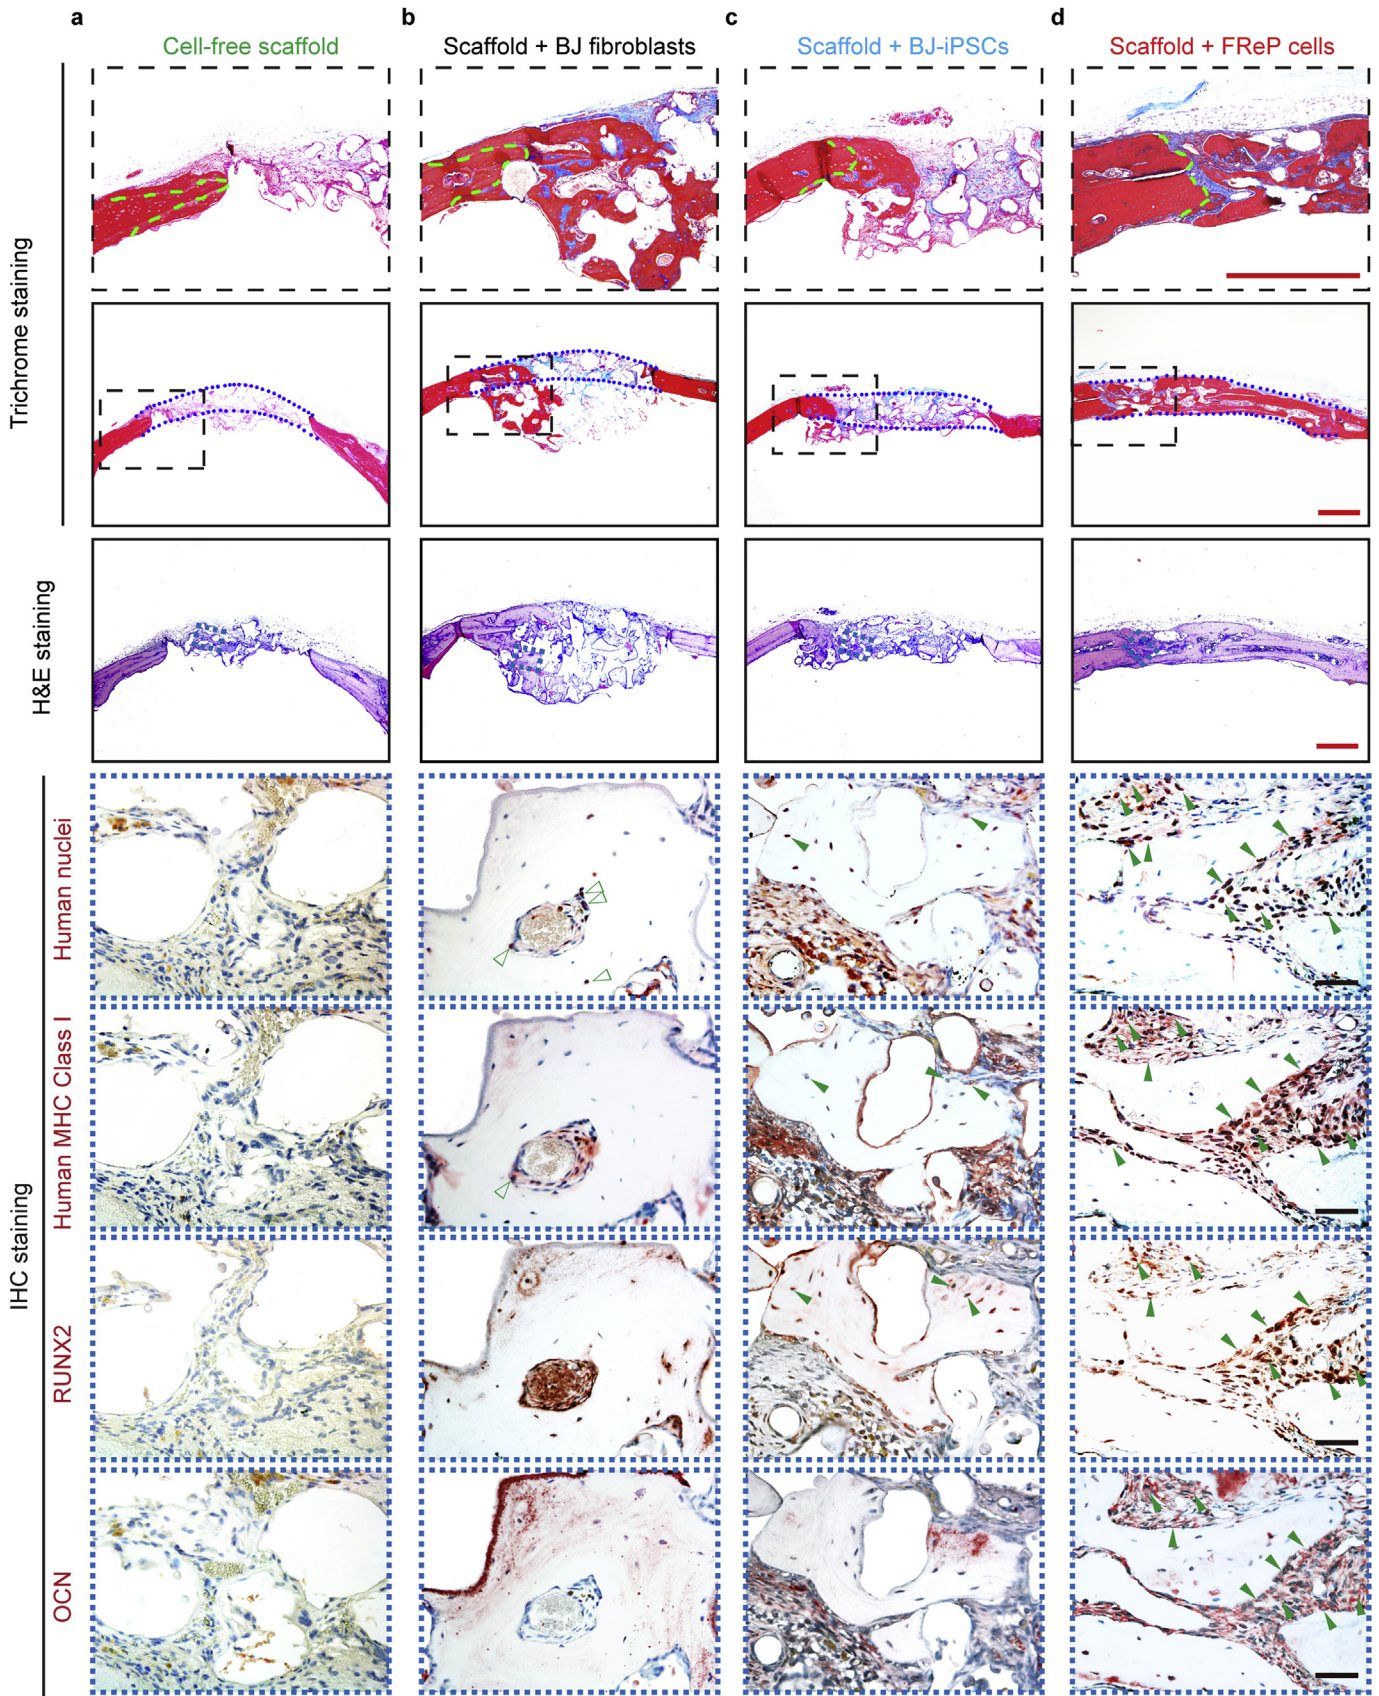 a
b
c
d
Cell-free scaffold
Scaffold + BJ fibroblasts
Scaffold + BJ-iPSCs
Scaffold + FReP cells
Trichrome staining
H&E staining
IHC staining
Human nuclei
Human MHC Class I
RUNX2
OCN